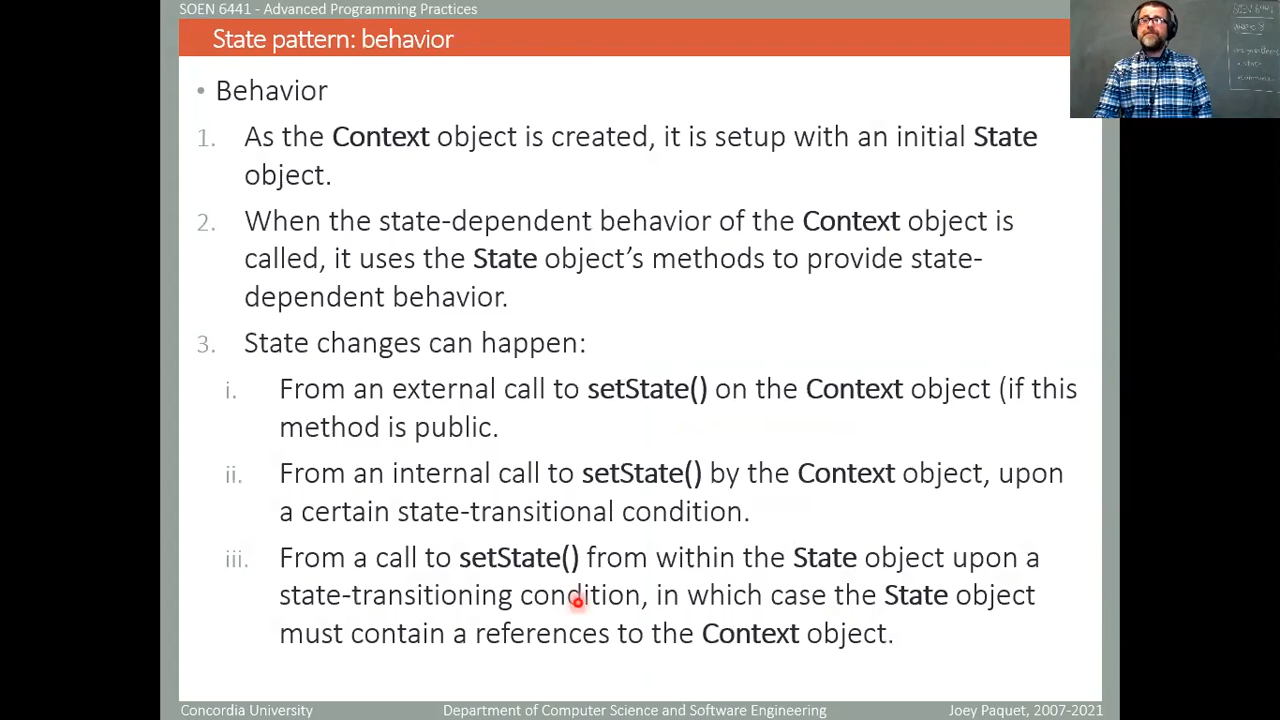 SOEN 6441 - Advanced Programming Practices
State pattern: behavior
• Behavior
1. As the Context object is created, it is setup with an initial State
object.
2. When the state-dependent behavior of the Context object is
called, it uses the State object’s methods to provide state-
dependent behavior.
3. State changes can happen:
i. From an external call to setState() on the Context object (if this
method is public.
ii. From an internal call to setState() by the Context object, upon
a certain state-transitional condition.
iii. From a call to setState() from within the State object upon a
state-transitioning condition, in which case the State object
must contain a references to the Context object.
Concordia University
Department of Computer Science and Software Engineering
Joey Paquet, 2007-2021